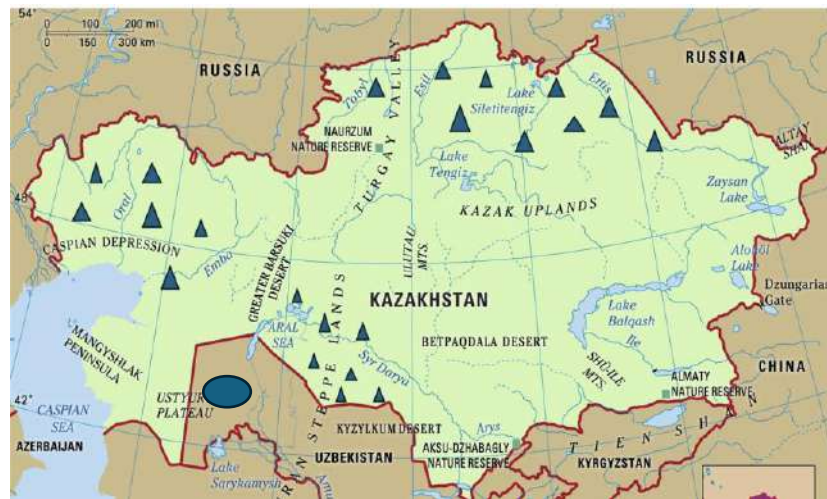 54°
0 100 200 mi
0 150 300 km
RUSSIA
RUSSIA
Tobyl
TURGAY VALLEY
Esil
Lake
Siletitengiz
Ertis
NAURZUM
NATURE RESERVE
ALTAY
SHAN
Lake
Tengiz
Zaysan
Lake
48°
Oral
KAZAK UPLANDS
CASPIAN DEPRESSION
Emba
ULUTAU
MTS.
Alaköl
Lake
GREATER BARSUKI
DESERT
Dzungarian
Gate
KAZAKHSTAN
Lake
Balqash
ARAL
SEA
MANGYSHLAK
PENINSULA
BETPAQDALA DESERT
Ile
Syr Darya
SHŪ-ILE
MTS.
CHINA
42°
CASPIAN
SEA
ALMATY
NATURE RESERVE
PLATEAU
KYZYLKUM DESERT
Arys
TIEN SHAN
AZERBAIJAN
AKSU-DZHABAGLY
NATURE RESERVE
UZBEKISTAN
KYRGYZSTAN
Lake
Sarykamysh
STEPPE LANDS